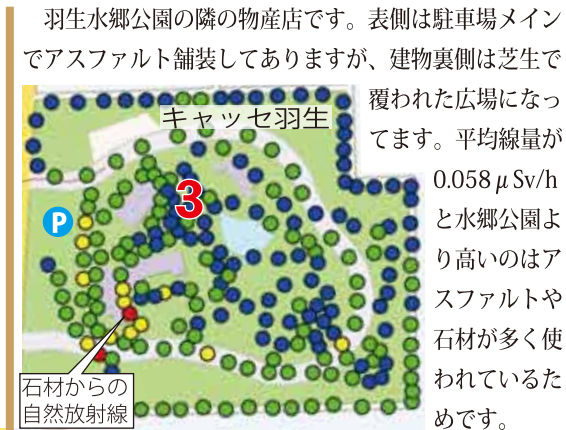 羽生水郷公園の隣の物産店です。表側は駐車場メイン
でアスファルト舗装してありますが、建物裏側は芝生で
覆われた広場になっ
てます。平均線量が
0.058μSv/h
と水郷公園よ
り高いのはア
スファルトや
石材が多く使
われているた
めです。
キャッセ羽生
3
P
石材からの
自然放射線